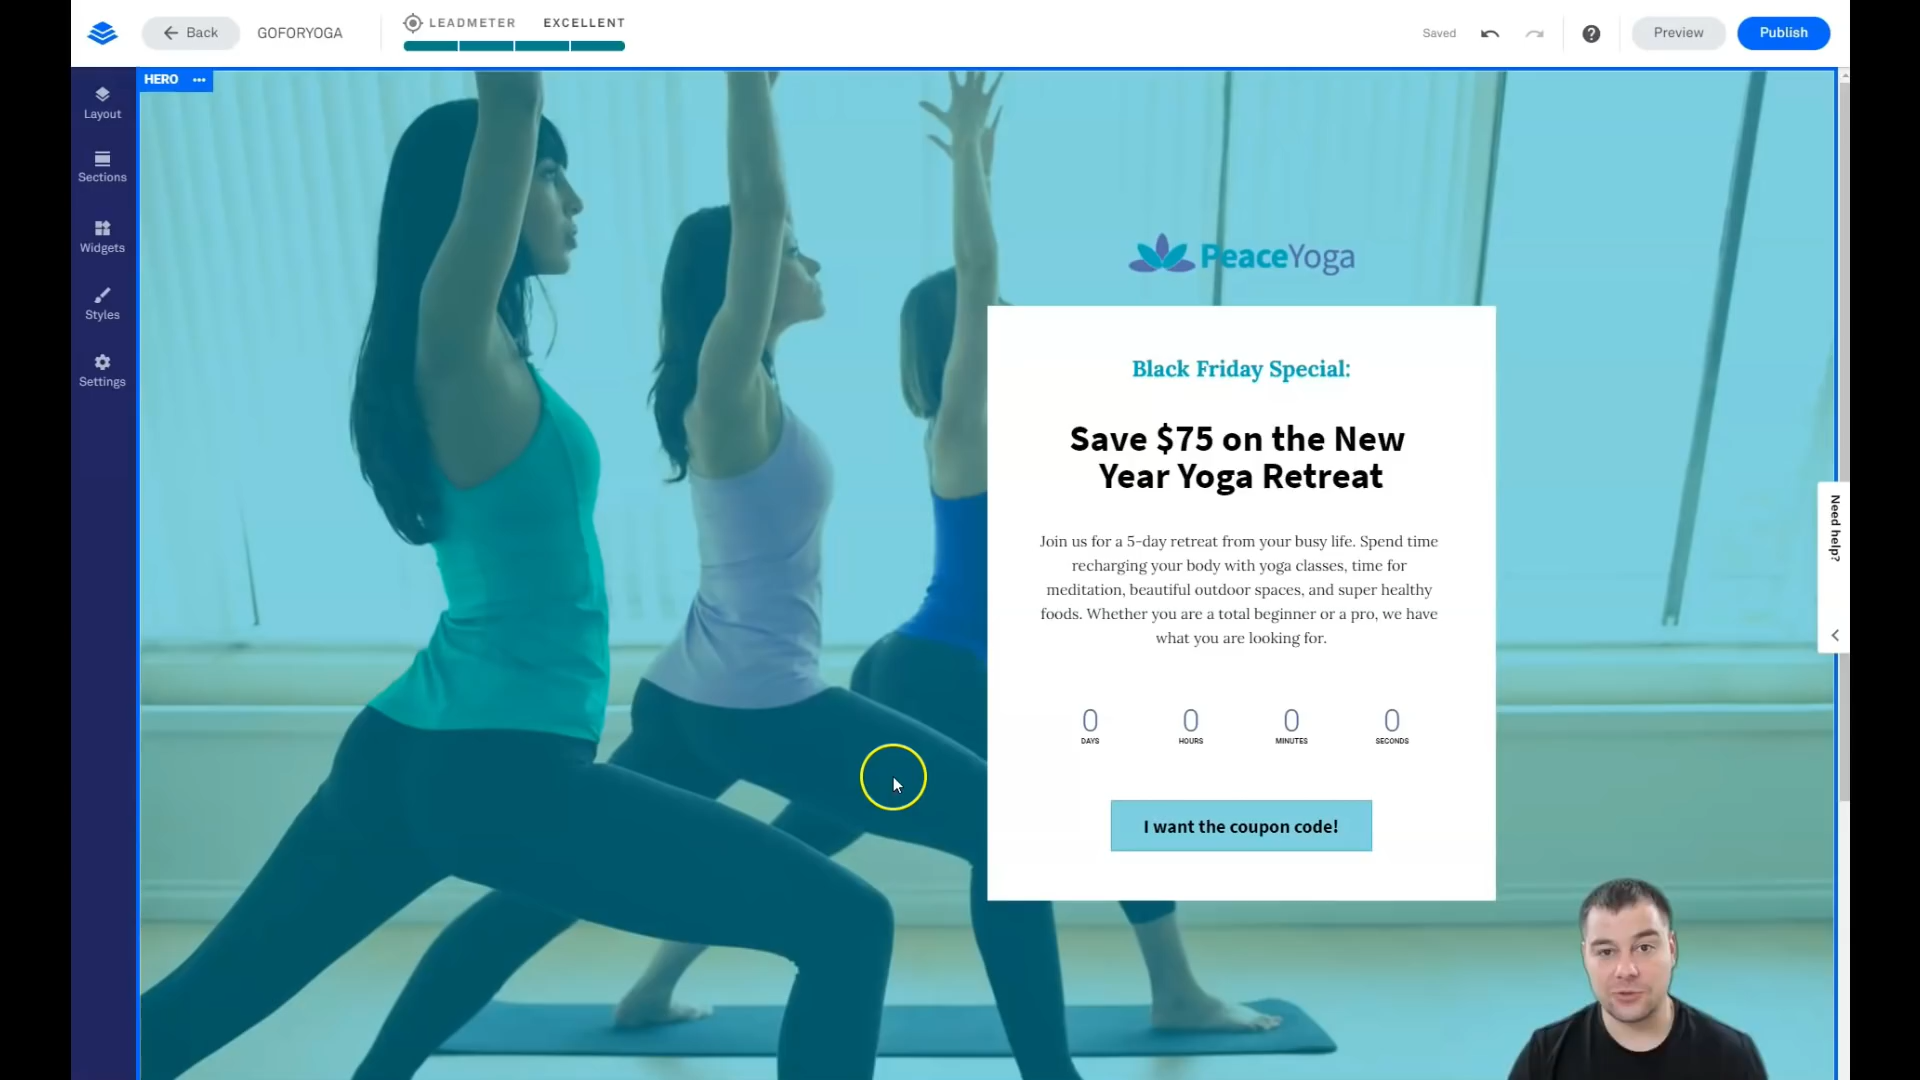 Back
GOFORYOGA
LEADMETER EXCELLENT
Saved
Preview
Publish
HERO
Layout
Sections
Widgets
Styles
Settings
PeaceYoga
Black Friday Special:
Save $75 on the New
Year Yoga Retreat
Join us for a 5-day retreat from your busy life. Spend time
recharging your body with yoga classes, time for
meditation, beautiful outdoor spaces, and super healthy
foods. Whether you are a total beginner or a pro, we have
what you are looking for.
0 0 0 0
DAYS HOURS MINUTES SECONDS
I want the coupon code!
Need help?